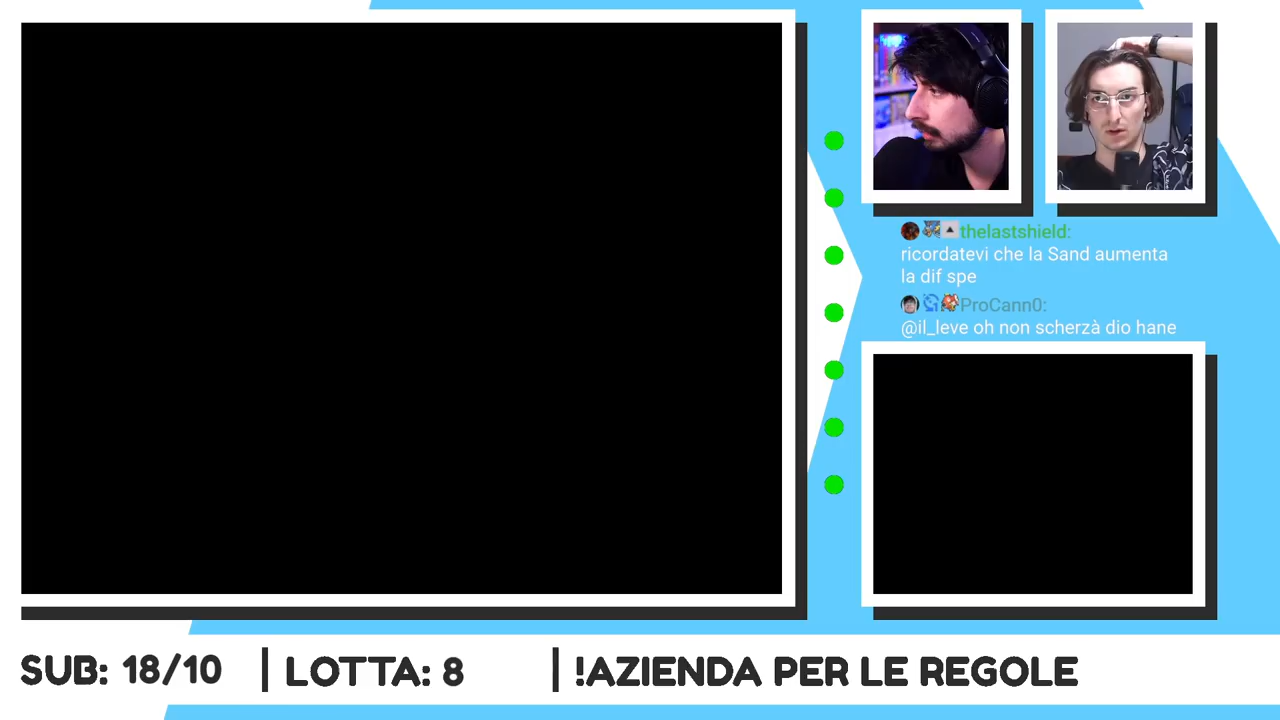 thelastshield:
ricordatevi che la Sand aumenta
la dif spe
ProCann0:
@il_leve oh non scherzà dio hane
SUB: 18/10 | LOTTA: 8 | !AZIENDA PER LE REGOLE